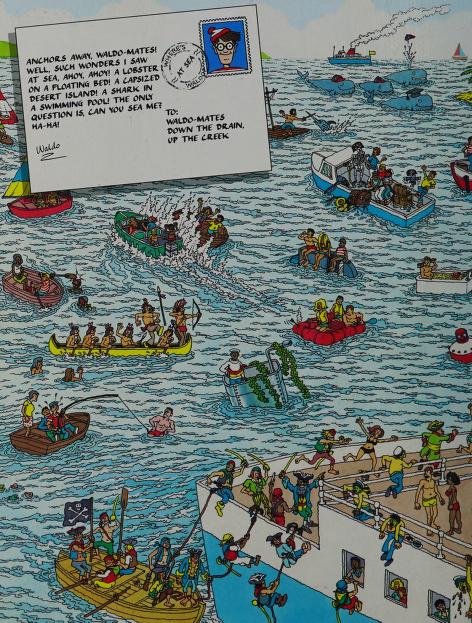 ANCHORS AWAY, WALDO-MATES!
WELL, SUCH WONDERS I SAW
AT SEA, AHOY, AHOY! A LOBSTER
ON A FLOATING BED! A CAPSIZED
DESERT ISLAND! A SHARK IN
A SWIMMING POOL! THE ONLY
QUESTION IS, CAN YOU SEA ME?
HA-HA!
Waldo
AT SEA
TO:
WALDO-MATES
DOWN THE DRAIN,
UP THE CREEK